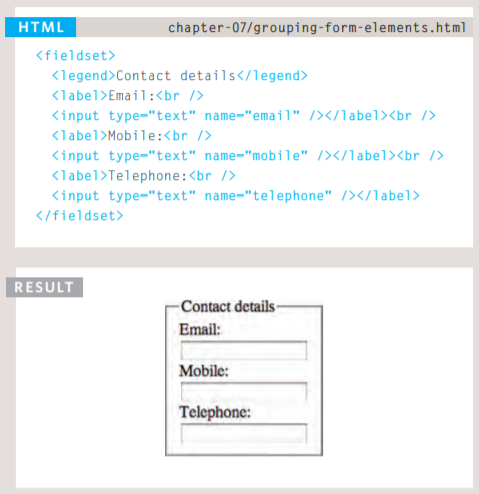 HTML chapter-07/grouping-form-elements.html
<fieldset>
<legend>Contact details</legend>
<label>Email:<br />
<input type="text" name="email" /></label><br />
<label>Mobile:<br />
<input type="text" name="mobile" /></label><br />
<label>Telephone:<br />
<input type="text" name="telephone" /></label>
</fieldset>
RESULT
Contact details
Email:
Mobile:
Telephone: